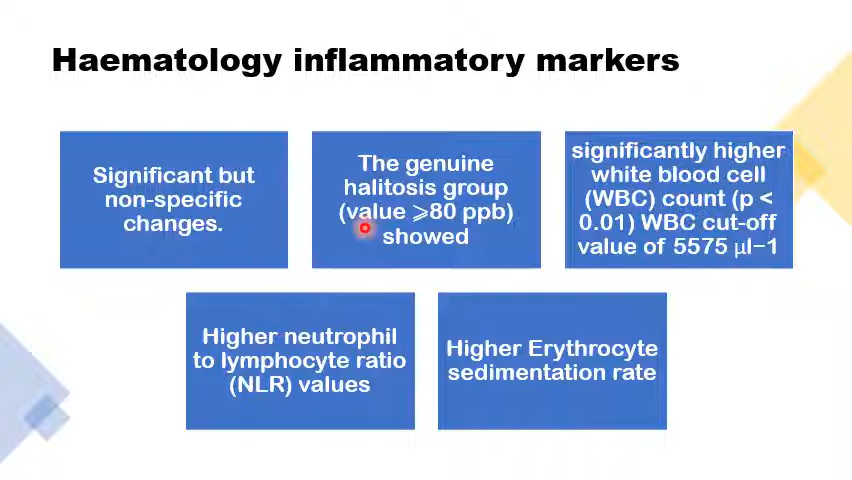 Haematology inflammatory markers
Significant but
non-specific
changes.
The genuine
halitosis group
(value ⩾80 ppb)
showed
significantly higher
white blood cell
(WBC) count (p <
0.01) WBC cut-off
value of 5575 µl−1
Higher neutrophil
to lymphocyte ratio
(NLR) values
Higher Erythrocyte
sedimentation rate